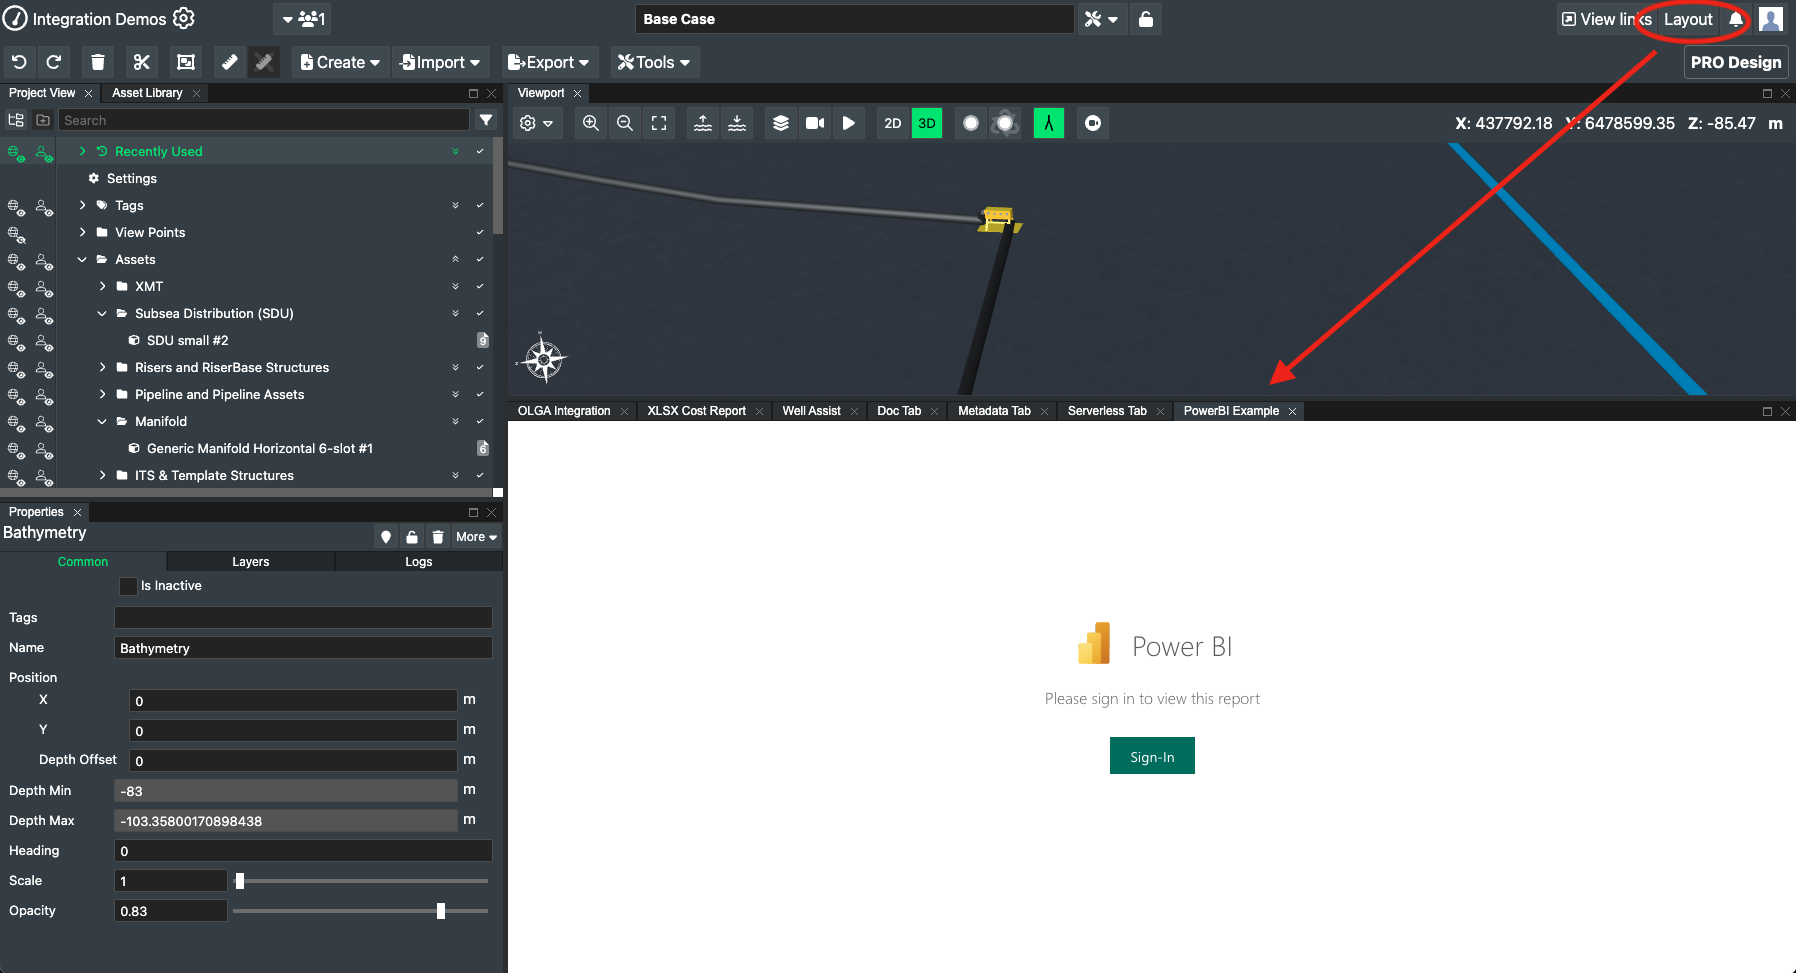 Integration Demos
1
Base Case
View links
Layout
Create
Import
Export
Tools
PRO Design
Project View
Asset Library
Search
Recently Used
Settings
Tags
View Points
Assets
XMT
Subsea Distribution (SDU)
SDU small #2
9
Risers and RiserBase Structures
Pipeline and Pipeline Assets
Manifold
Generic Manifold Horizontal 6-slot #1
6
ITS & Template Structures
Properties
Bathymetry
More
Common
Layers
Logs
Is Inactive
Tags
Name
Bathymetry
Position
X
0
m
Y
0
m
Depth Offset
0
m
Depth Min
-83
m
Depth Max
-103.35800170898438
m
Heading
0
Scale
1
Opacity
0.83
Viewport
2D
3D
X: 437792.18 Y: 6478599.35 Z: -85.47 m
OLGA Integration
XLSX Cost Report
Well Assist
Doc Tab
Metadata Tab
Serverless Tab
PowerBI Example
Power BI
Please sign in to view this report
Sign-In